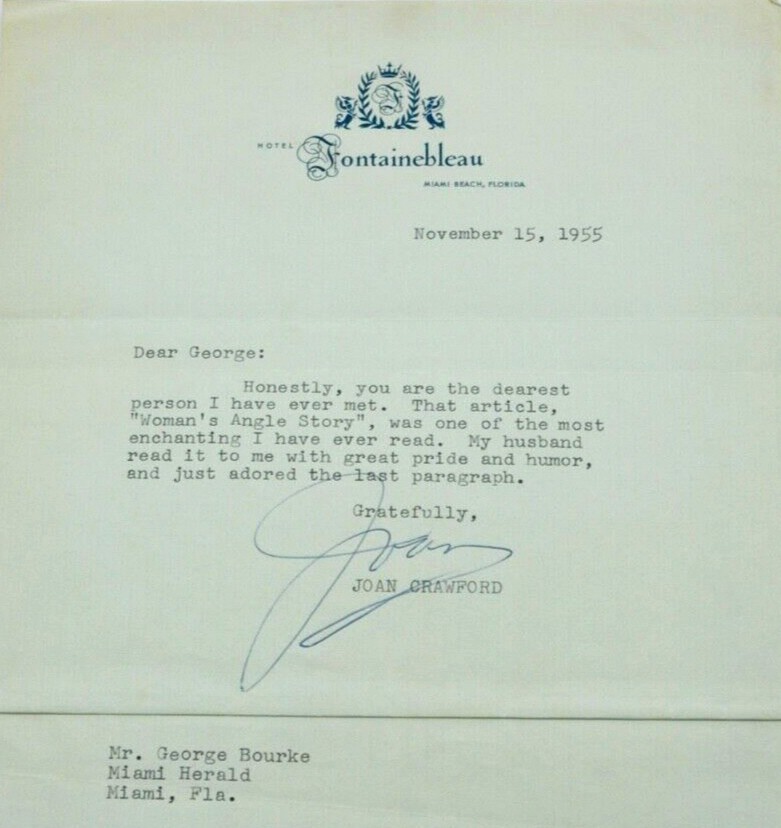 F
HOTEL Fontainebleau
MIAMI BEACH, FLORIDA
November 15, 1955
Dear George:
Honestly, you are the dearest
person I have ever met. That article,
"Woman's Angle Story", was one of the most
enchanting I have ever read. My husband
read it to me with great pride and humor,
and just adored the last paragraph.
Gratefully,
Joan
JOAN CRAWFORD
Mr. George Bourke
Miami Herald
Miami, Fla.